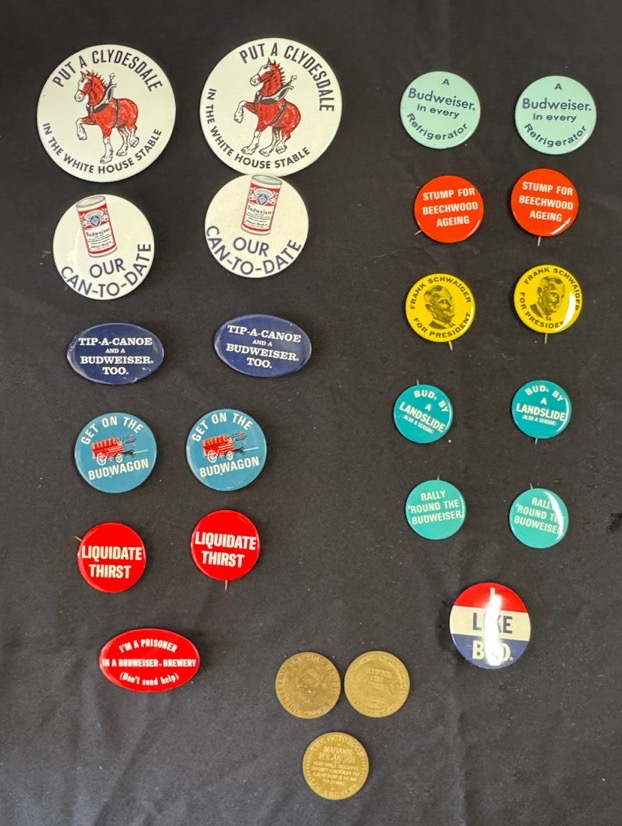 PUT A CLYDESDALE
IN THE WHITE HOUSE STABLE
PUT A CLYDESDALE
IN THE WHITE HOUSE STABLE
A
Budweiser.
In every
Refrigerator
A
Budweiser.
In every
Refrigerator
Budweiser
OUR
CAN-TO-DATE
Budweiser
OUR
CAN-TO-DATE
STUMP FOR
BEECHWOOD
AGEING
STUMP FOR
BEECHWOOD
AGEING
FRANK SCHWAIGER
FOR PRESIDENT
FRANK SCHWAIGER
FOR PRESIDENT
TIP-A-CANOE
AND A
BUDWEISER.
TOO.
TIP-A-CANOE
AND A
BUDWEISER.
TOO.
BUD. BY
A
LANDSLIDE
BUD. BY
A
LANDSLIDE
GET ON THE
BUDWAGON
GET ON THE
BUDWAGON
RALLY
'ROUND THE
BUDWEISER
RALLY
'ROUND THE
BUDWEISER
LIQUIDATE
THIRST
LIQUIDATE
THIRST
I
LIKE
BUD.
I'M A PRISONER
IN A BUDWEISER. BREWERY
(Don't send help)